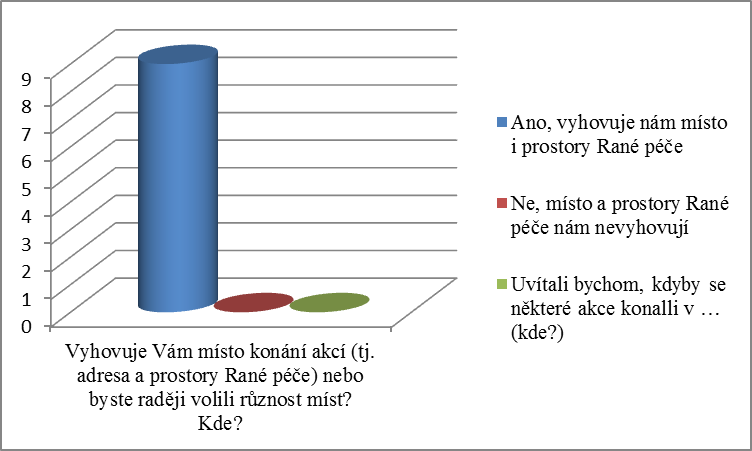 9
8
7
6
5
4
3
2
1
0
Vyhovuje Vám místo konání akcí (tj.
adresa a prostory Rané péče) nebo
byste raději volili různost míst?
Kde?
Ano, vyhovuje nám místo
i prostory Rané péče
Ne, místo a prostory Rané
péče nám nevyhovují
Uvítali bychom, kdyby se
některé akce konalli v …
(kde?)